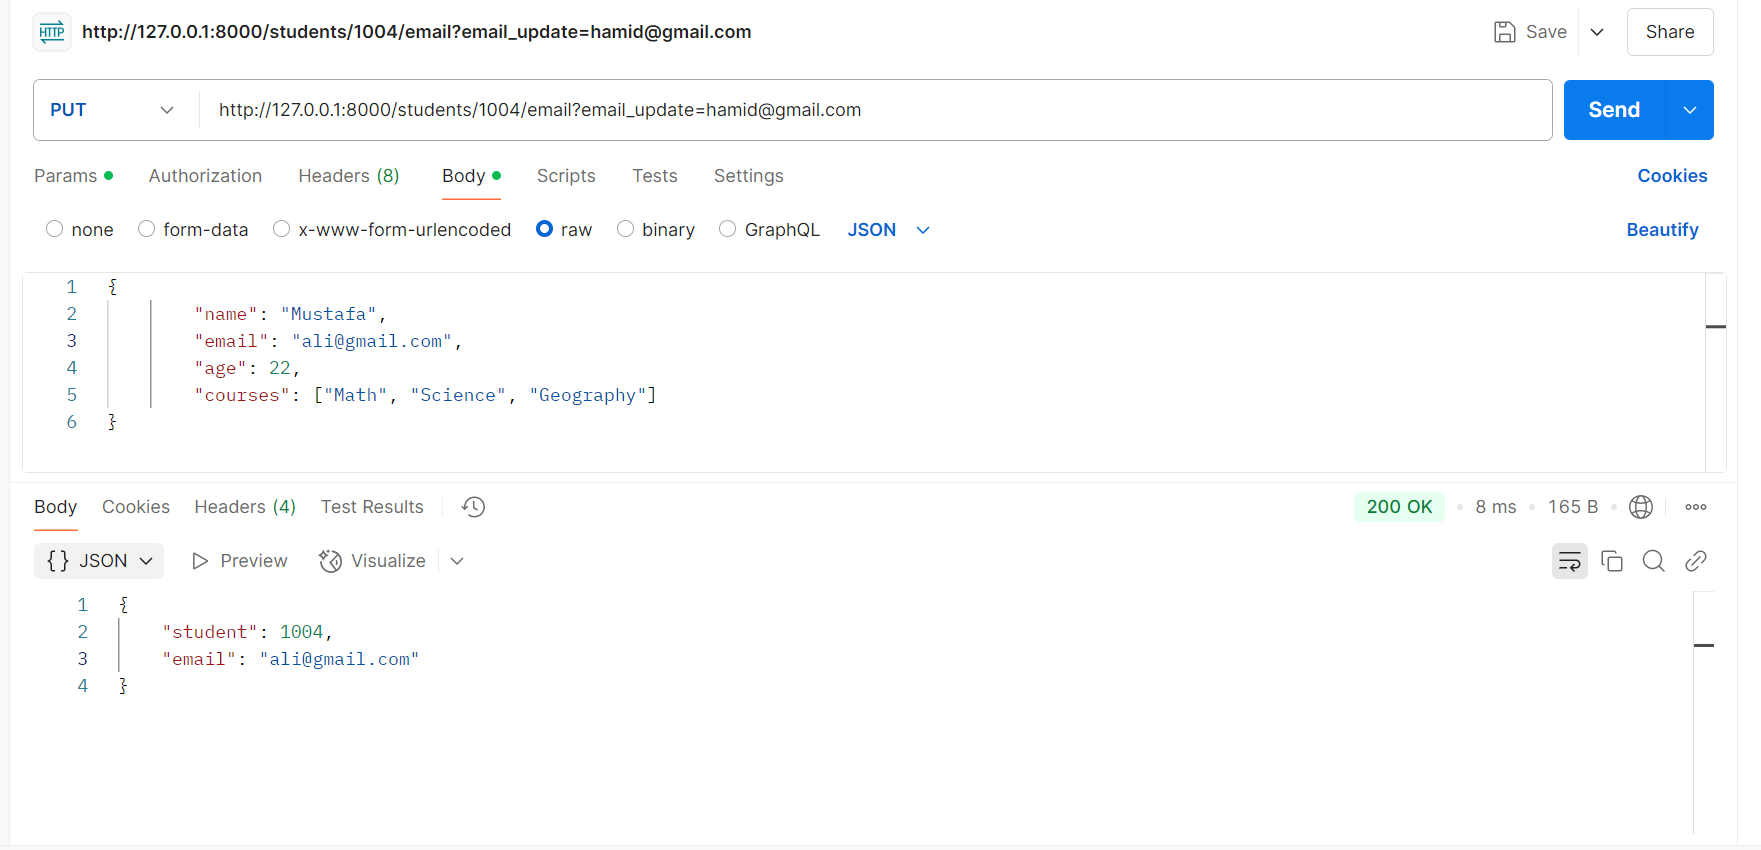 HTTP http://127.0.0.1:8000/students/1004/email?email_update=hamid@gmail.com Save Share
PUT http://127.0.0.1:8000/students/1004/email?email_update=hamid@gmail.com Send
Params Authorization Headers (8) Body Scripts Tests Settings Cookies
none form-data x-www-form-urlencoded raw binary GraphQL JSON Beautify
1 {
2 "name": "Mustafa",
3 "email": "ali@gmail.com",
4 "age": 22,
5 "courses": ["Math", "Science", "Geography"]
6 }
Body Cookies Headers (4) Test Results 200 OK • 8 ms • 165 B •
{} JSON Preview Visualize
1 {
2 "student": 1004,
3 "email": "ali@gmail.com"
4 }